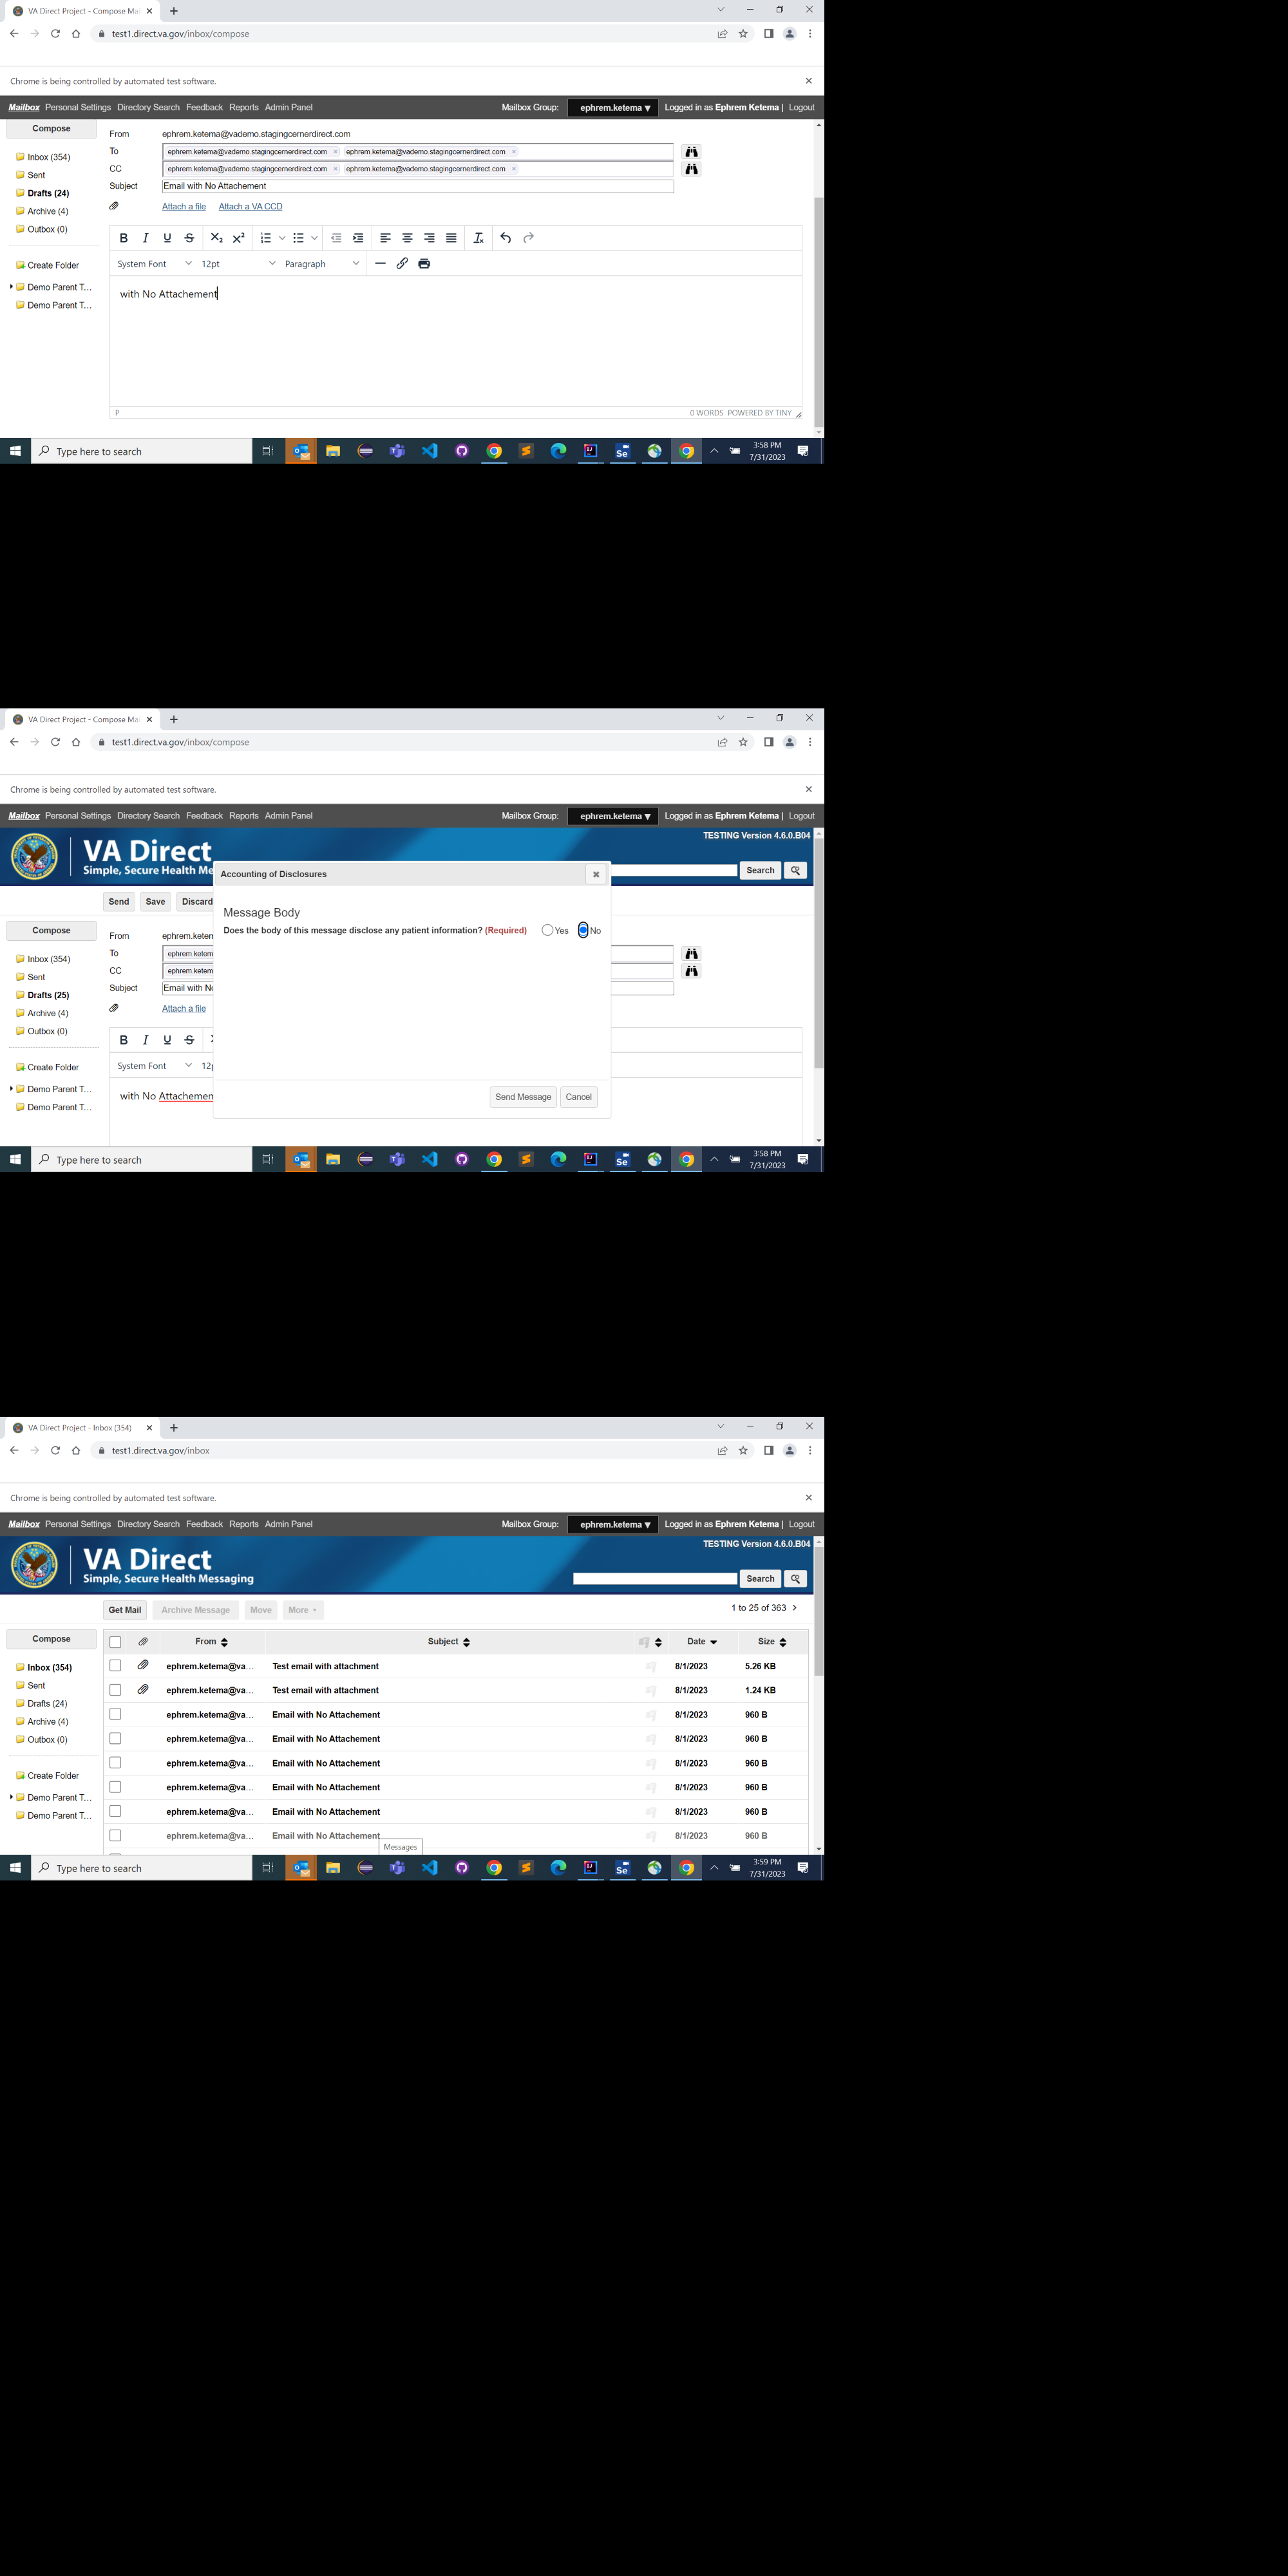 VA Direct Project - Compose Ma
test1.direct.va.gov/inbox/compose
Chrome is being controlled by automated test software.
Mailbox Personal Settings Directory Search Feedback Reports Admin Panel Mailbox Group: ephrem.ketema ▾ Logged in as Ephrem Ketema | Logout
Compose
Inbox (354)
Sent
Drafts (24)
Archive (4)
Outbox (0)
Create Folder
Demo Parent T...
Demo Parent T...
From ephrem.ketema@vademo.stagingcernerdirect.com
To ephrem.ketema@vademo.stagingcernerdirect.com × ephrem.ketema@vademo.stagingcernerdirect.com ×
CC ephrem.ketema@vademo.stagingcernerdirect.com × ephrem.ketema@vademo.stagingcernerdirect.com ×
Subject Email with No Attachement
Attach a file Attach a VA CCD
B I U S X₂ X²
System Font 12pt Paragraph
with No Attachement
P 0 WORDS POWERED BY TINY
Type here to search
3:58 PM
7/31/2023
VA Direct Project - Compose Ma
test1.direct.va.gov/inbox/compose
Chrome is being controlled by automated test software.
Mailbox Personal Settings Directory Search Feedback Reports Admin Panel Mailbox Group: ephrem.ketema ▾ Logged in as Ephrem Ketema | Logout
TESTING Version 4.6.0.B04
VA Direct
Simple, Secure Health Me
Search
Send Save Discard
Compose
Inbox (354)
Sent
Drafts (25)
Archive (4)
Outbox (0)
Create Folder
Demo Parent T...
Demo Parent T...
From ephrem.keten
To ephrem.ketem
CC ephrem.ketem
Subject Email with No
Attach a file
B I U S
System Font 12p
with No Attachemen
Accounting of Disclosures
Message Body
Does the body of this message disclose any patient information? (Required) Yes No
Send Message Cancel
Type here to search
3:58 PM
7/31/2023
VA Direct Project - Inbox (354)
test1.direct.va.gov/inbox
Chrome is being controlled by automated test software.
Mailbox Personal Settings Directory Search Feedback Reports Admin Panel Mailbox Group: ephrem.ketema ▾ Logged in as Ephrem Ketema | Logout
TESTING Version 4.6.0.B04
VA Direct
Simple, Secure Health Messaging
Search
Get Mail Archive Message Move More 1 to 25 of 363
Compose
Inbox (354)
Sent
Drafts (24)
Archive (4)
Outbox (0)
Create Folder
Demo Parent T...
Demo Parent T...
From Subject Date Size
ephrem.ketema@va... Test email with attachment 8/1/2023 5.26 KB
ephrem.ketema@va... Test email with attachment 8/1/2023 1.24 KB
ephrem.ketema@va... Email with No Attachement 8/1/2023 960 B
ephrem.ketema@va... Email with No Attachement 8/1/2023 960 B
ephrem.ketema@va... Email with No Attachement 8/1/2023 960 B
ephrem.ketema@va... Email with No Attachement 8/1/2023 960 B
ephrem.ketema@va... Email with No Attachement 8/1/2023 960 B
ephrem.ketema@va... Email with No Attachement 8/1/2023 960 B
Messages
Type here to search
3:59 PM
7/31/2023